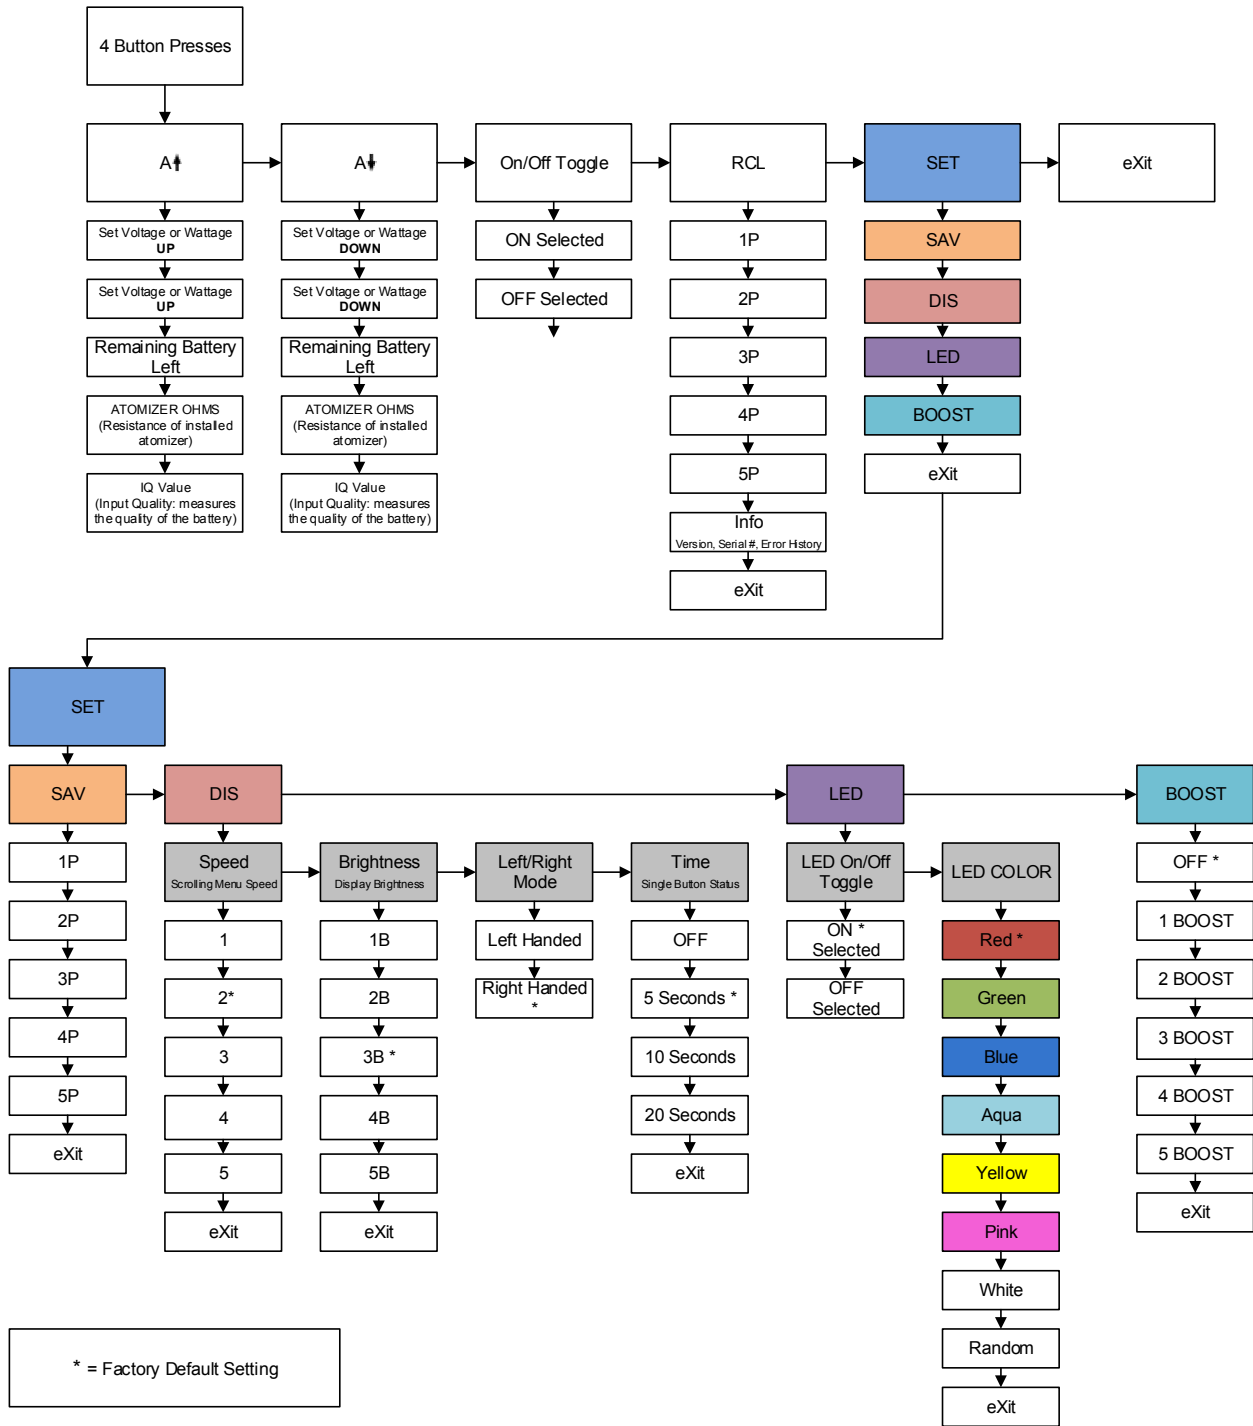 4 Button Presses
A
A
On/Off Toggle
RCL
SET
eXit
Set Voltage or Wattage
UP
Set Voltage or Wattage
UP
Remaining Battery
Left
ATOMIZER OHMS
(Resistance of installed
atomizer)
IQ Value
(Input Quality: measures
the quality of the battery)
Set Voltage or Wattage
DOWN
Set Voltage or Wattage
DOWN
Remaining Battery
Left
ATOMIZER OHMS
(Resistance of installed
atomizer)
IQ Value
(Input Quality: measures
the quality of the battery)
ON Selected
OFF Selected
1P
2P
3P
4P
5P
Info
Version, Serial #, Error History
eXit
SAV
DIS
LED
BOOST
eXit
SET
SAV
DIS
LED
BOOST
1P
2P
3P
4P
5P
eXit
Speed
Scrolling Menu Speed
1
2*
3
4
5
eXit
Brightness
Display Brightness
1B
2B
3B *
4B
5B
eXit
Left/Right
Mode
Left Handed
Right Handed
*
Time
Single Button Status
OFF
5 Seconds *
10 Seconds
20 Seconds
eXit
LED On/Off
Toggle
ON *
Selected
OFF
Selected
LED COLOR
Red *
Green
Blue
Aqua
Yellow
Pink
White
Random
eXit
OFF *
1 BOOST
2 BOOST
3 BOOST
4 BOOST
5 BOOST
eXit
* = Factory Default Setting